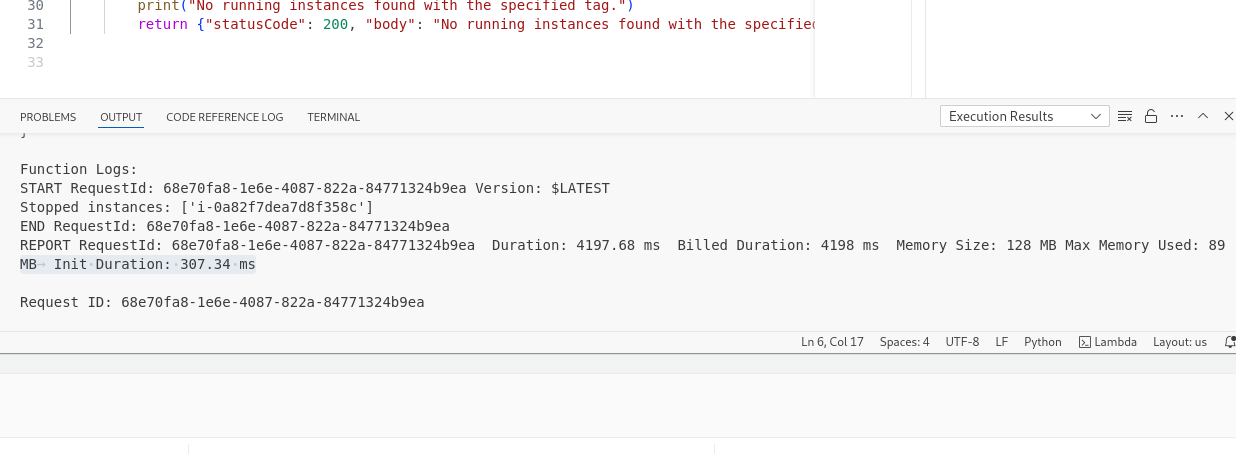 30 print("No running instances found with the specified tag.")
31 return {"statusCode": 200, "body": "No running instances found with the specified
32
33
PROBLEMS OUTPUT CODE REFERENCE LOG TERMINAL Execution Results
}
Function Logs:
START RequestId: 68e70fa8-1e6e-4087-822a-84771324b9ea Version: $LATEST
Stopped instances: ['i-0a82f7dea7d8f358c']
END RequestId: 68e70fa8-1e6e-4087-822a-84771324b9ea
REPORT RequestId: 68e70fa8-1e6e-4087-822a-84771324b9ea Duration: 4197.68 ms Billed Duration: 4198 ms Memory Size: 128 MB Max Memory Used: 89
MB→ Init·Duration:·307.34·ms
Request ID: 68e70fa8-1e6e-4087-822a-84771324b9ea
Ln 6, Col 17 Spaces: 4 UTF-8 LF Python Lambda Layout: us